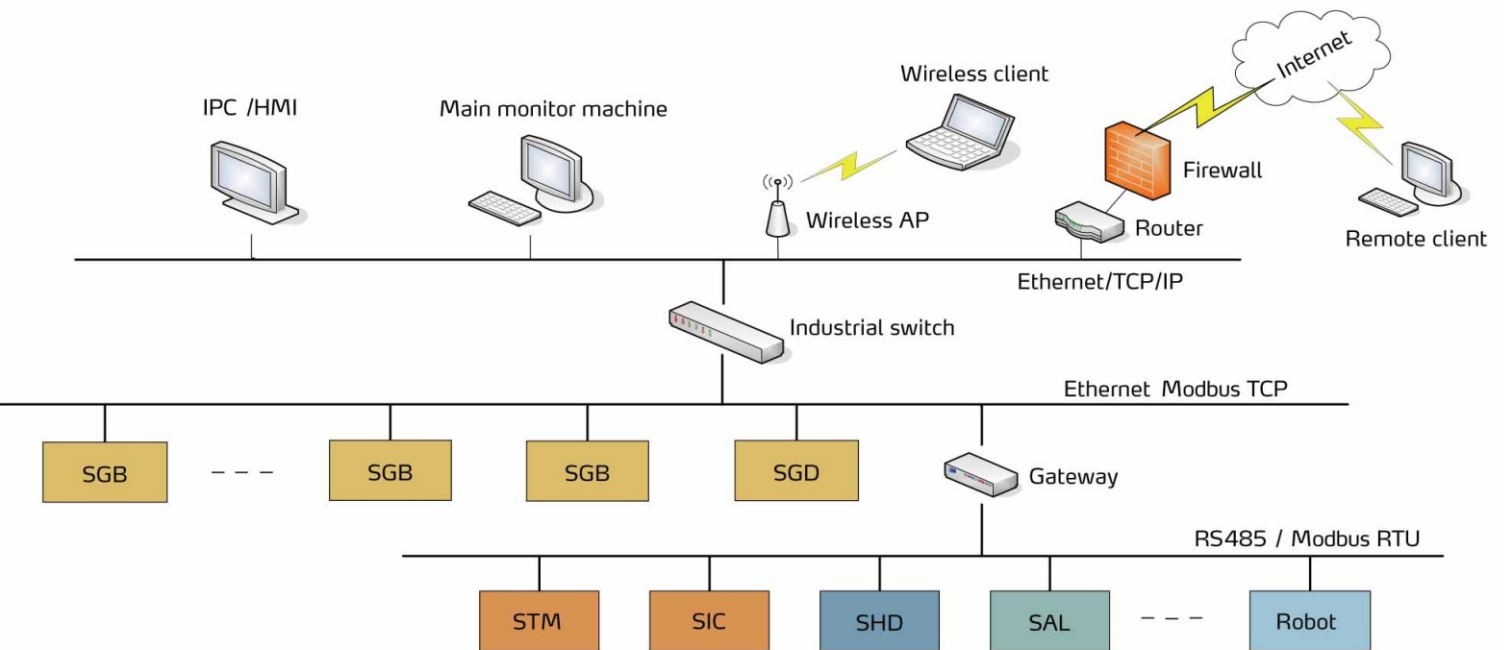 Internet
Wireless client
IPC /HMI
Main monitor machine
Firewall
Wireless AP
Router
Remote client
Ethernet/TCP/IP
Industrial switch
Ethernet Modbus TCP
SGB
SGB
SGB
SGD
Gateway
RS485 / Modbus RTU
STM
SIC
SHD
SAL
Robot